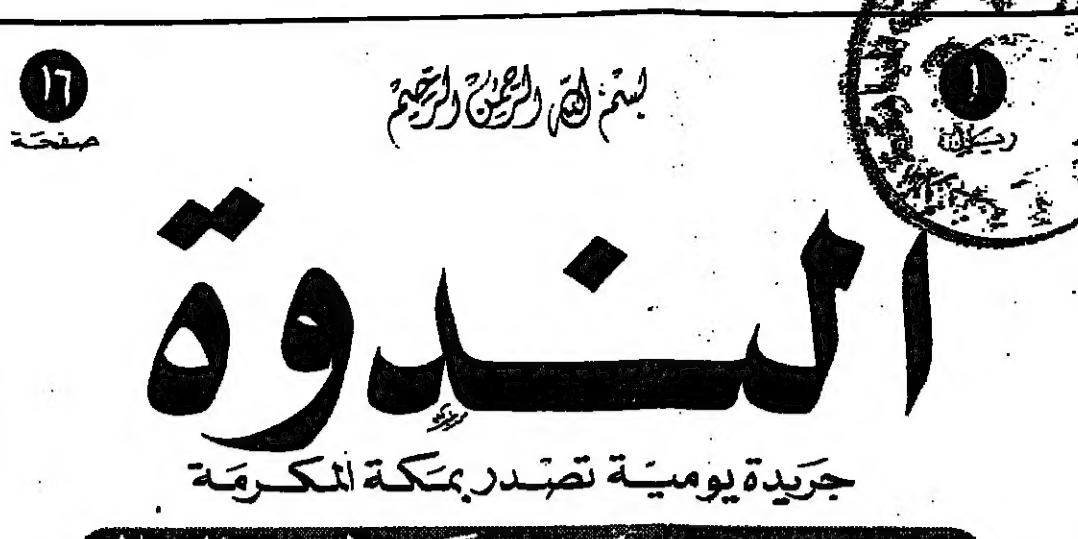 ١
ريال
بسم الله الرحمن الرحيم
١٦
صفحة
الندوة
جريدة يومية تصدر بمكة المكرمة